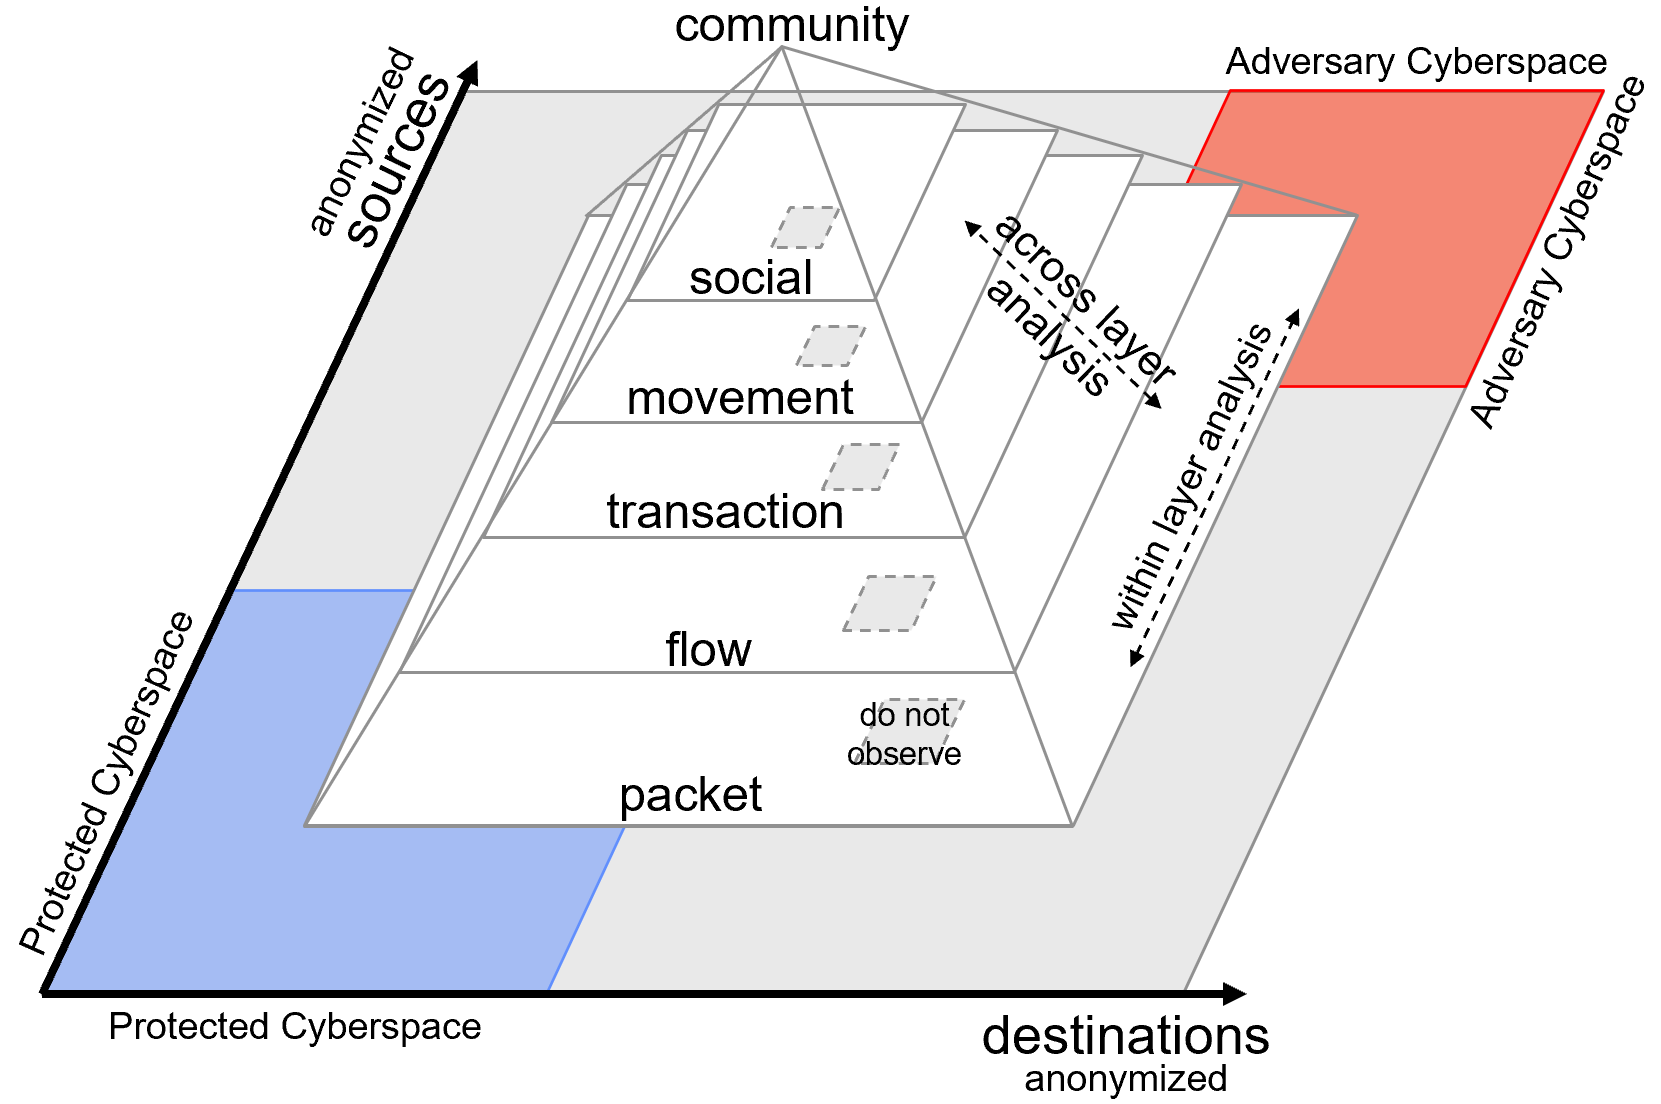 community
Adversary Cyberspace
anonymized
sources
Adversary Cyberspace
social
across layer
analysis
movement
within layer analysis
transaction
flow
do not
observe
packet
Protected Cyberspace
Protected Cyberspace
destinations
anonymized